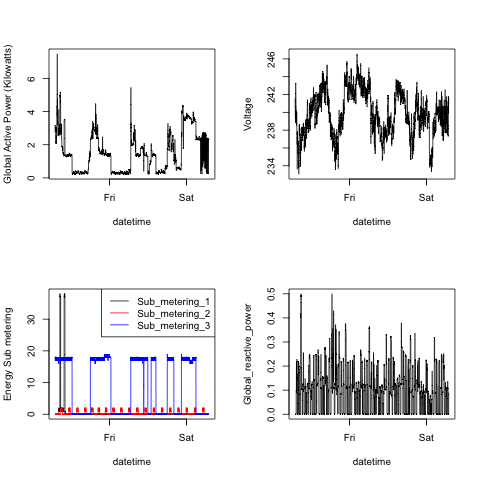 Global Active Power (Kilowatts)
0 2 4 6
Fri Sat
datetime
Voltage
234 238 242 246
Fri Sat
datetime
Energy Sub metering
0 10 20 30
Sub_metering_1
Sub_metering_2
Sub_metering_3
Fri Sat
datetime
Global_reactive_power
0.0 0.1 0.2 0.3 0.4 0.5
Fri Sat
datetime